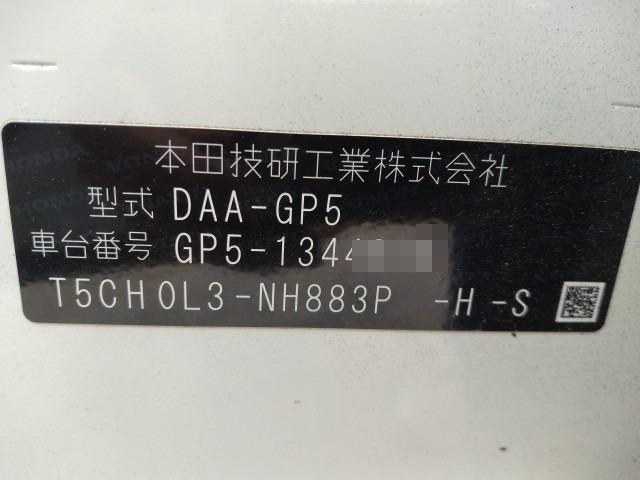 本田技研工業株式会社
型式 DAA-GP5
車台番号 GP5-1344
T5CH0L3-NH883P -H-S